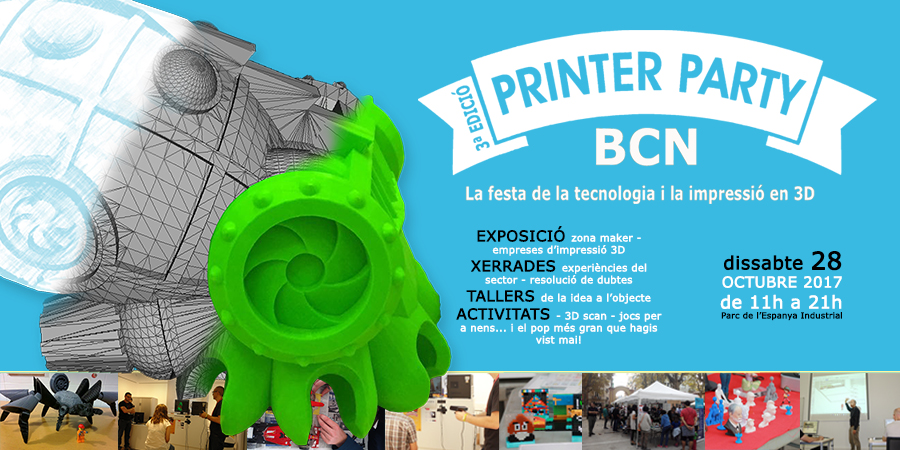 3ª EDICIÓ
PRINTER PARTY
BCN
La festa de la tecnologia i la impressió en 3D
EXPOSICIÓ zona maker -
empreses d'impressió 3D
XERRADES experiències del
sector - resolució de dubtes
TALLERS de la idea a l'objecte
ACTIVITATS - 3D scan - jocs per
a nens... i el pop més gran que hagis
vist mai!
dissabte 28
OCTUBRE 2017
de 11h a 21h
Parc de l'Espanya Industrial